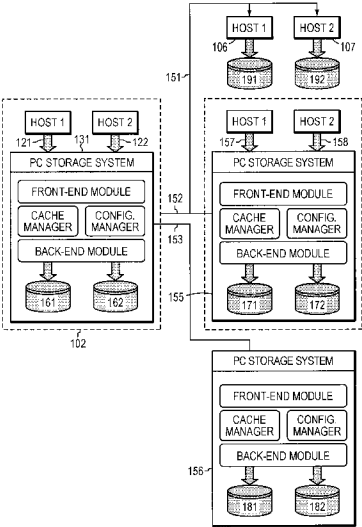 HOST 1
HOST 2
106
107
151
191
192
HOST 1
HOST 2
121
131
122
PC STORAGE SYSTEM
FRONT-END MODULE
CACHE MANAGER
CONFIG. MANAGER
BACK-END MODULE
161
162
102
152
153
HOST 1
HOST 2
157
158
PC STORAGE SYSTEM
FRONT-END MODULE
CACHE MANAGER
CONFIG. MANAGER
BACK-END MODULE
155
171
172
PC STORAGE SYSTEM
FRONT-END MODULE
CACHE MANAGER
CONFIG. MANAGER
BACK-END MODULE
156
181
182